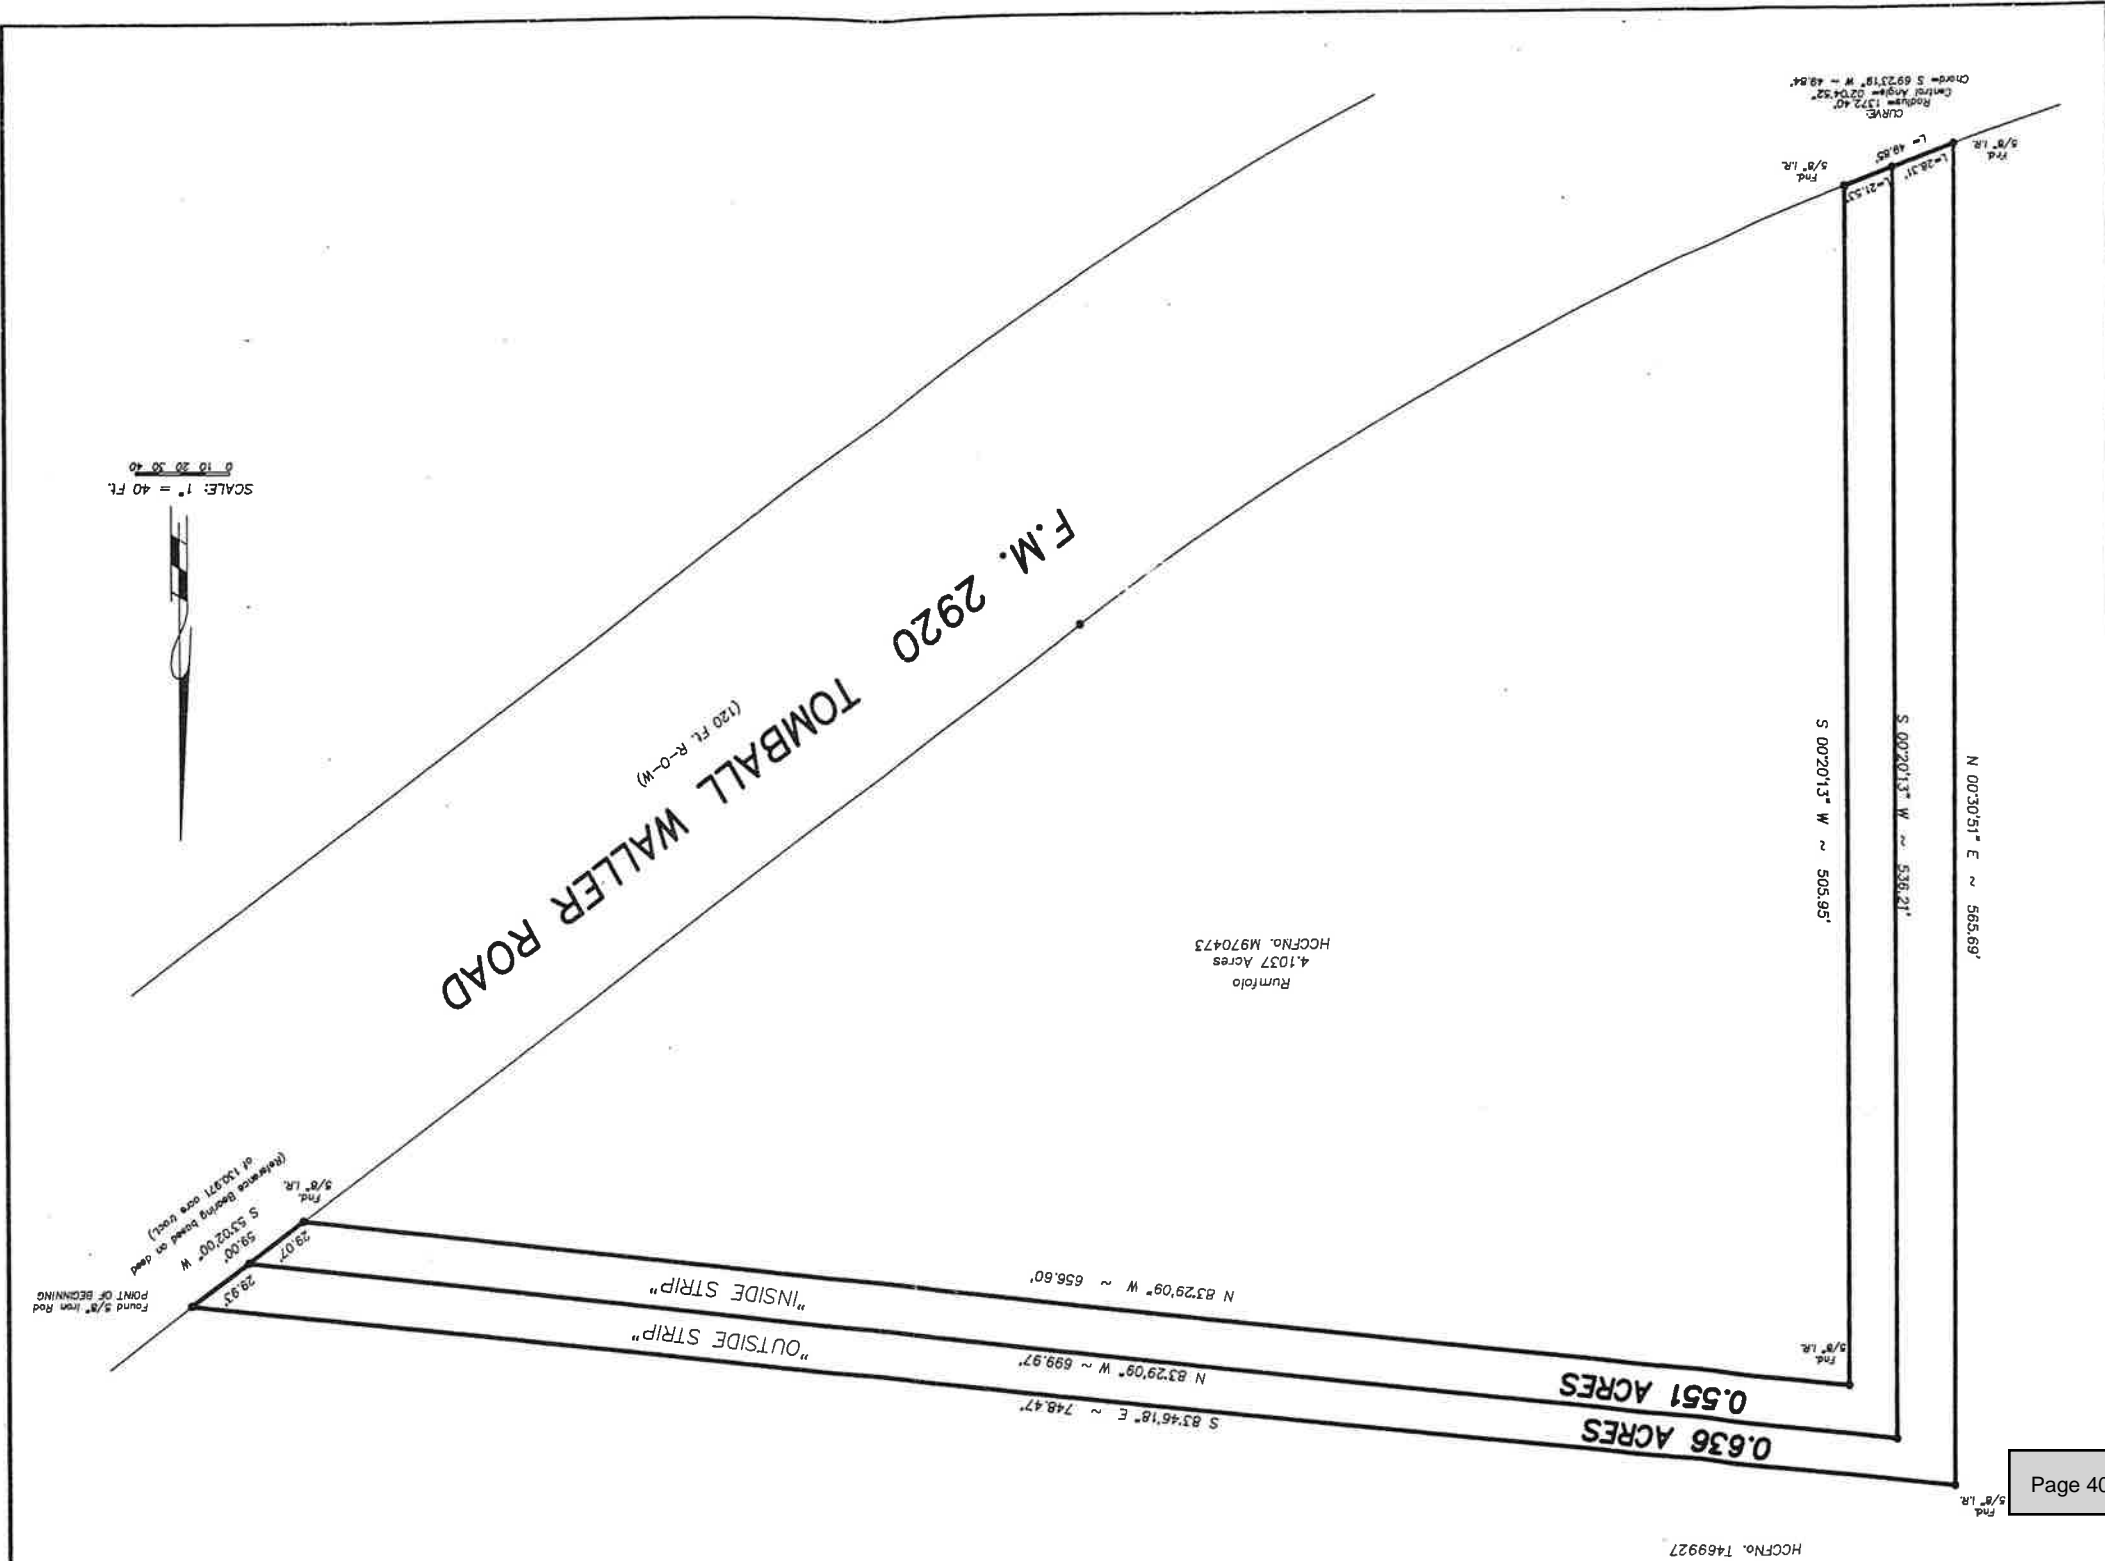 HCCFNo. T469927
Fnd.
5/8" I.R.
0.636 ACRES
S 83°46'18" E ~ 748.47'
"OUTSIDE STRIP"
0.551 ACRES
N 83°29'09" W ~ 699.97'
"INSIDE STRIP"
N 83°29'09" W ~ 656.60'
Fnd.
5/8" I.R.
Found 5/8" Iron Rod
POINT OF BEGINNING
29.93'
29.07'
59.00'
S 53°02'00" W
(Reference Bearing based on deed
of 130.971 acre tract.)
Fnd.
5/8" I.R.
Rumfolo
4.1037 Acres
HCCFNo. M970473
N 00°30'51" E ~ 565.69'
S 00°20'13" W ~ 536.21'
S 00°20'13" W ~ 505.95'
F.M. 2920 TOMBALL WALLER ROAD
(120 Ft. R-O-W)
SCALE: 1" = 40 Ft.
0 10 20 30 40
Fnd.
5/8" I.R.
L=28.31'
L=21.53'
L= 49.85'
Fnd.
5/8" I.R.
CURVE:
Radius= 1372.40'
Central Angle= 02°04'52"
Chord= S 69°23'19" W ~ 49.84'
Page 40